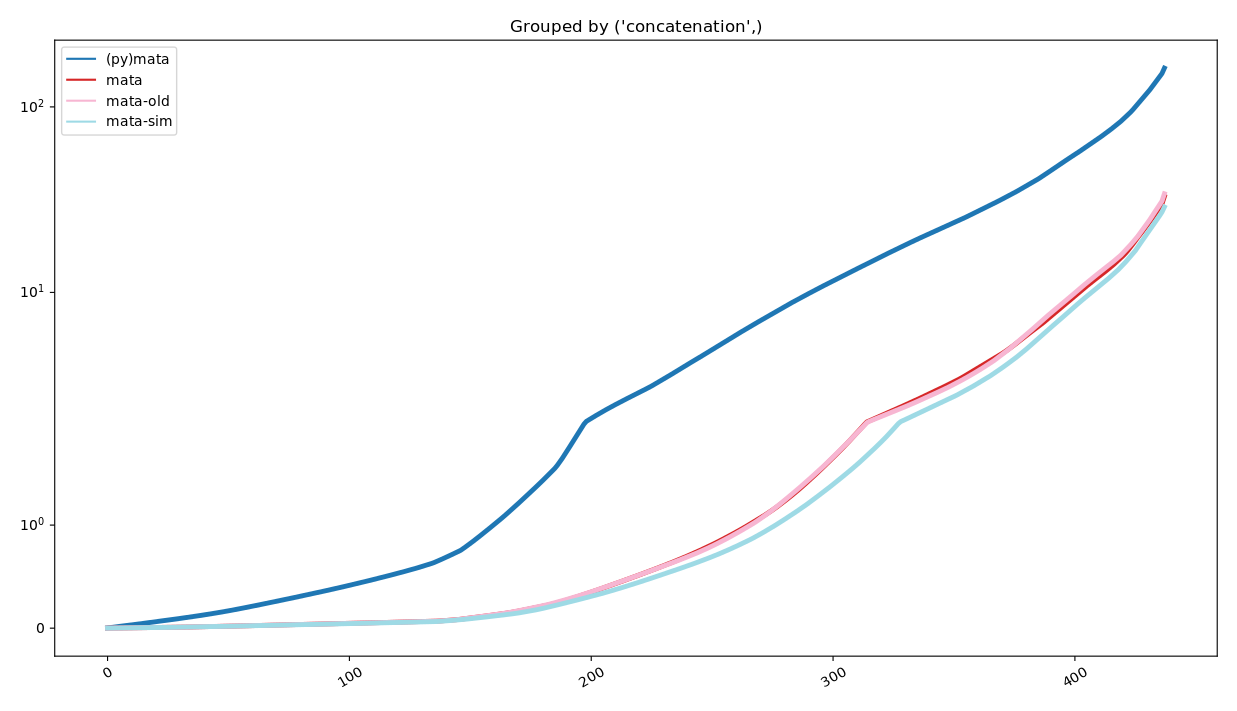 Grouped by ('concatenation',)
(py)mata
mata
mata-old
mata-sim
10²
10¹
10⁰
0
0
100
200
300
400